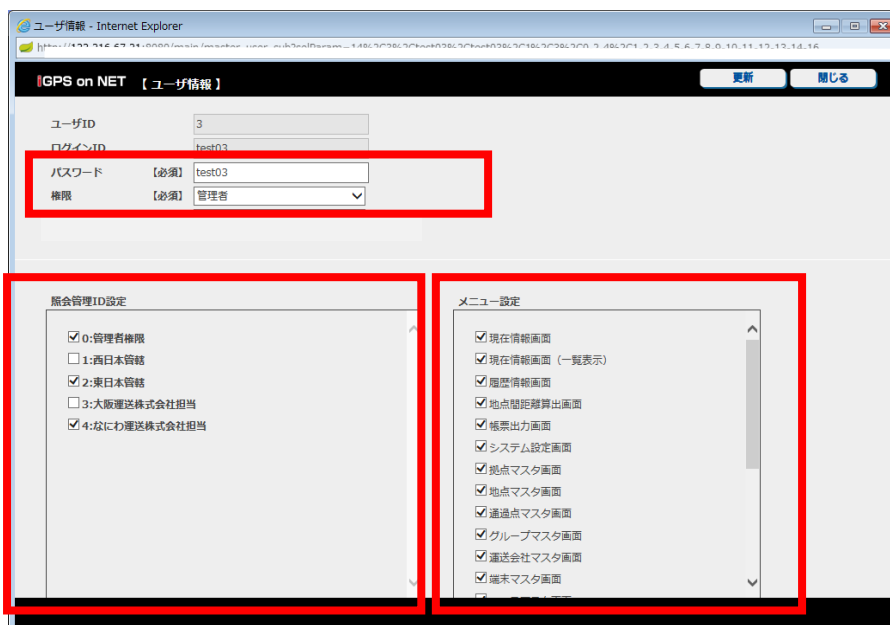 ユーザ情報 - Internet Explorer
iGPS on NET 【 ユーザ情報 】
更新
閉じる
ユーザID 3
ログインID test03
パスワード 【必須】 test03
権限 【必須】 管理者
照会管理ID設定
0:管理者権限
1:西日本管轄
2:東日本管轄
3:大阪運送株式会社担当
4:なにわ運送株式会社担当
メニュー設定
現在情報画面
現在情報画面（一覧表示）
履歴情報画面
地点間距離算出画面
帳票出力画面
システム設定画面
拠点マスタ画面
地点マスタ画面
通過点マスタ画面
グループマスタ画面
運送会社マスタ画面
端末マスタ画面